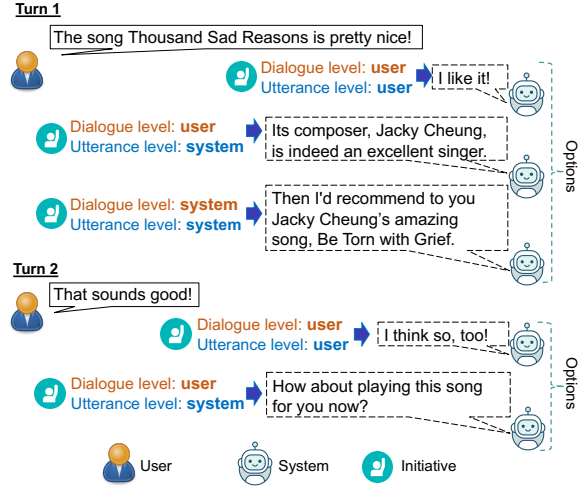 Turn 1
The song Thousand Sad Reasons is pretty nice!
Dialogue level: user
Utterance level: user
I like it!
Dialogue level: user
Utterance level: system
Its composer, Jacky Cheung,
is indeed an excellent singer.
Dialogue level: system
Utterance level: system
Then I'd recommend to you
Jacky Cheung's amazing
song, Be Torn with Grief.
Options
Turn 2
That sounds good!
Dialogue level: user
Utterance level: user
I think so, too!
Dialogue level: user
Utterance level: system
How about playing this song
for you now?
Options
User
System
Initiative